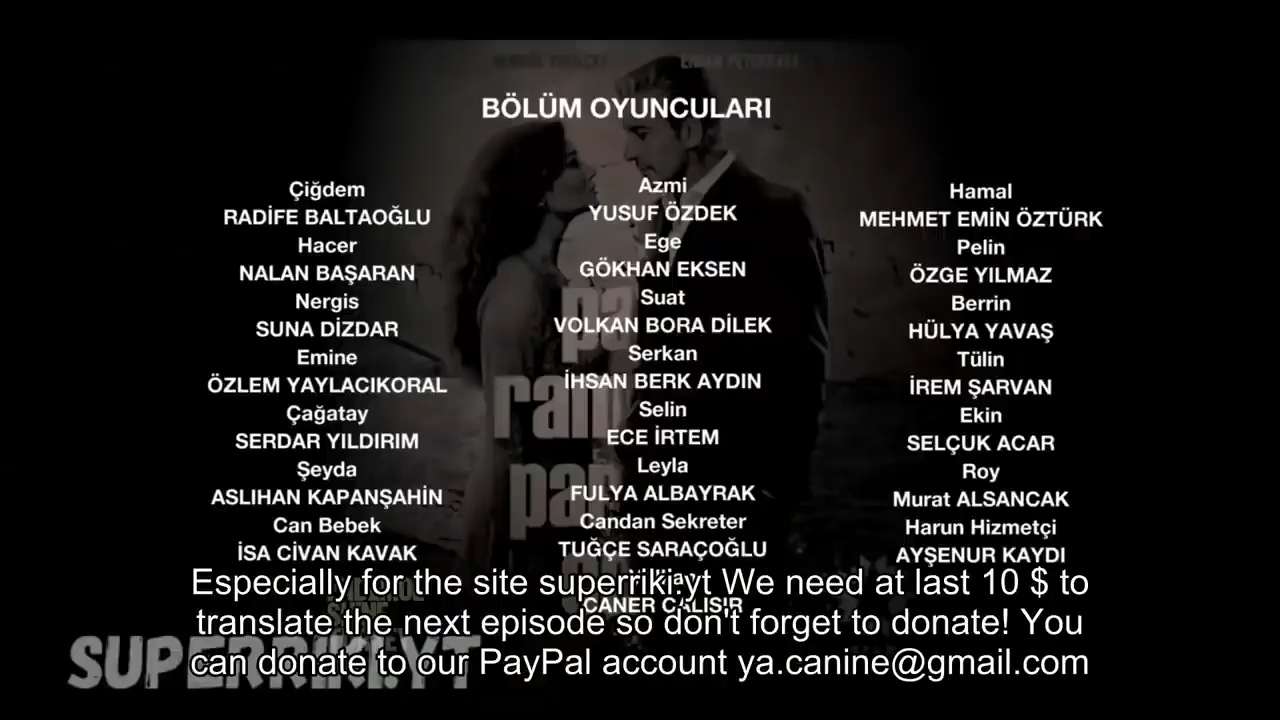 BÖLÜM OYUNCULARI
Çiğdem
RADİFE BALTAOĞLU
Hacer
NALAN BAŞARAN
Nergis
SUNA DİZDAR
Emine
ÖZLEM YAYLACIKORAL
Çağatay
SERDAR YILDIRIM
Şeyda
ASLIHAN KAPANŞAHİN
Can Bebek
İSA CİVAN KAVAK
Azmi
YUSUF ÖZDEK
Ege
GÖKHAN EKSEN
Suat
VOLKAN BORA DİLEK
Serkan
İHSAN BERK AYDIN
Selin
ECE İRTEM
Leyla
FULYA ALBAYRAK
Candan Sekreter
TUĞÇE SARAÇOĞLU
CANER ÇALIŞIR
Hamal
MEHMET EMİN ÖZTÜRK
Pelin
ÖZGE YILMAZ
Berrin
HÜLYA YAVAŞ
Tülin
İREM ŞARVAN
Ekin
SELÇUK ACAR
Roy
Murat ALSANCAK
Harun Hizmetçi
AYŞENUR KAYDI
pa
ram
par
Especially for the site superriki.yt We need at last 10 $ to
translate the next episode so don't forget to donate! You
can donate to our PayPal account ya.canine@gmail.com
SUPERRIKI.YT